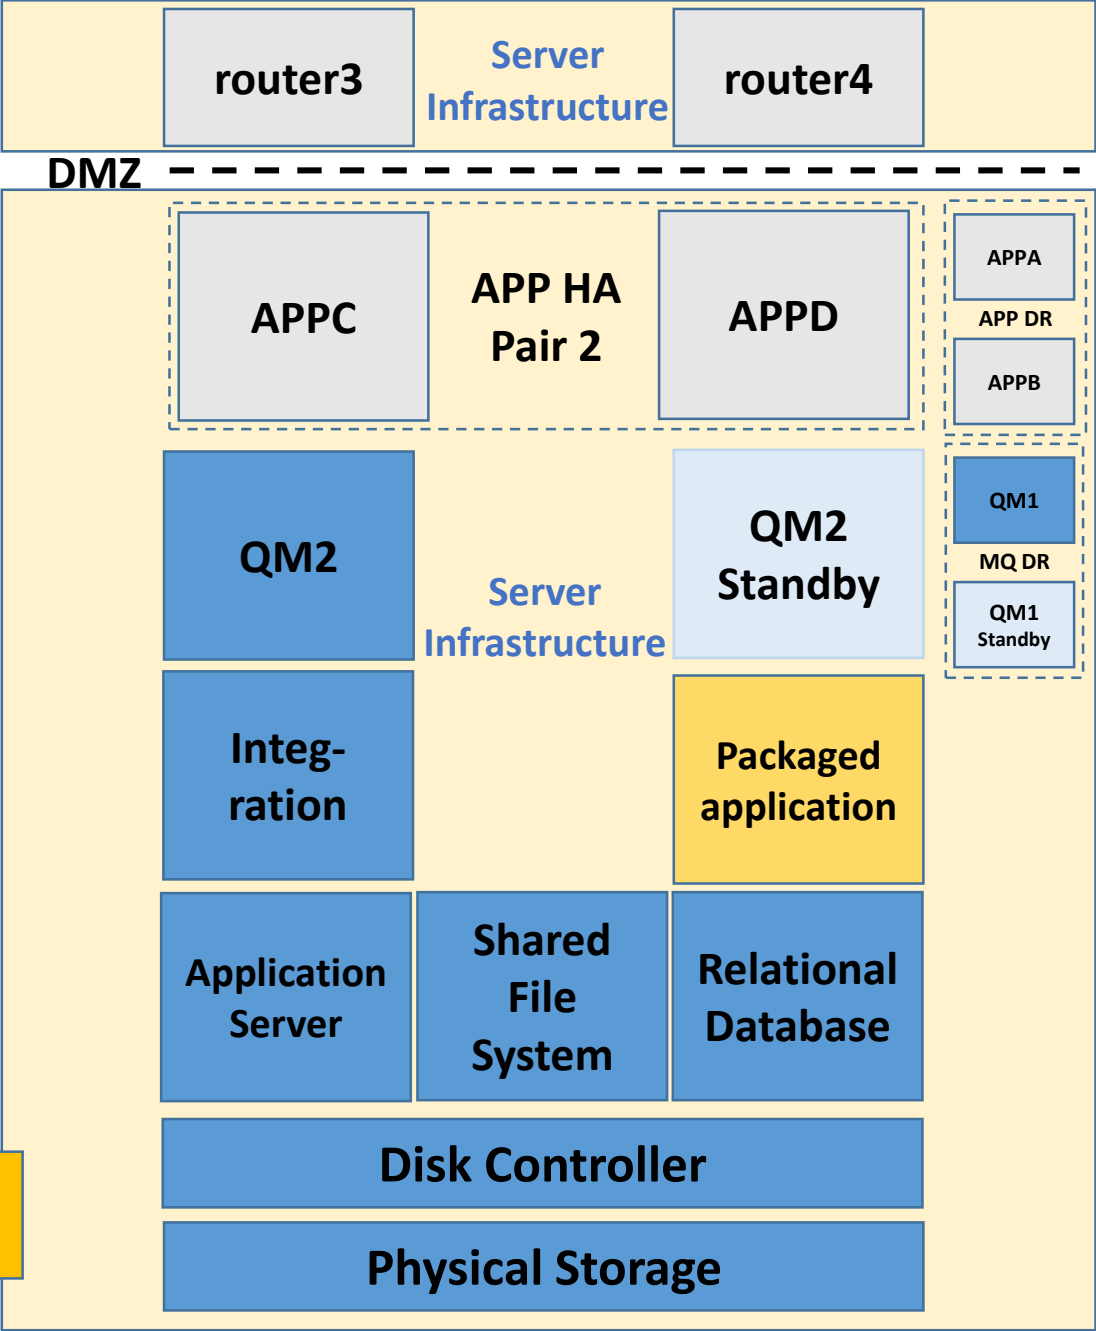 router3
Server
Infrastructure
router4
DMZ
APPC
APP HA
Pair 2
APPD
APPA
APP DR
APPB
QM2
Server
Infrastructure
QM2
Standby
QM1
MQ DR
QM1
Standby
Integ-
ration
Packaged
application
Application
Server
Shared
File
System
Relational
Database
Disk Controller
Physical Storage